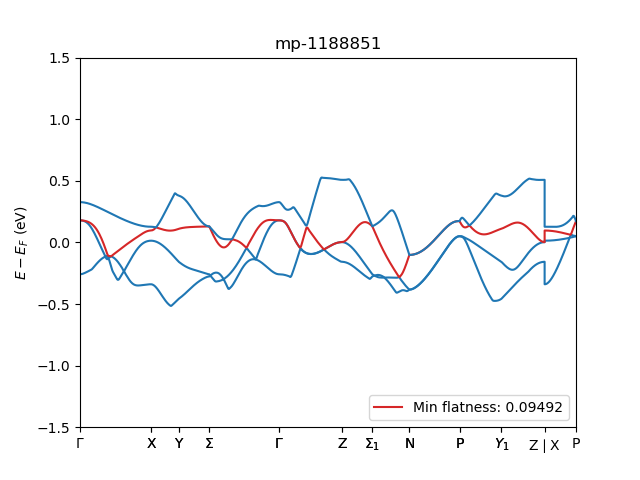 mp-1188851
E − E_F (eV)
1.5
1.0
0.5
0.0
−0.5
−1.0
−1.5
Min flatness: 0.09492
Γ X Y Σ Γ Z Σ₁ N P Y₁ Z | X P